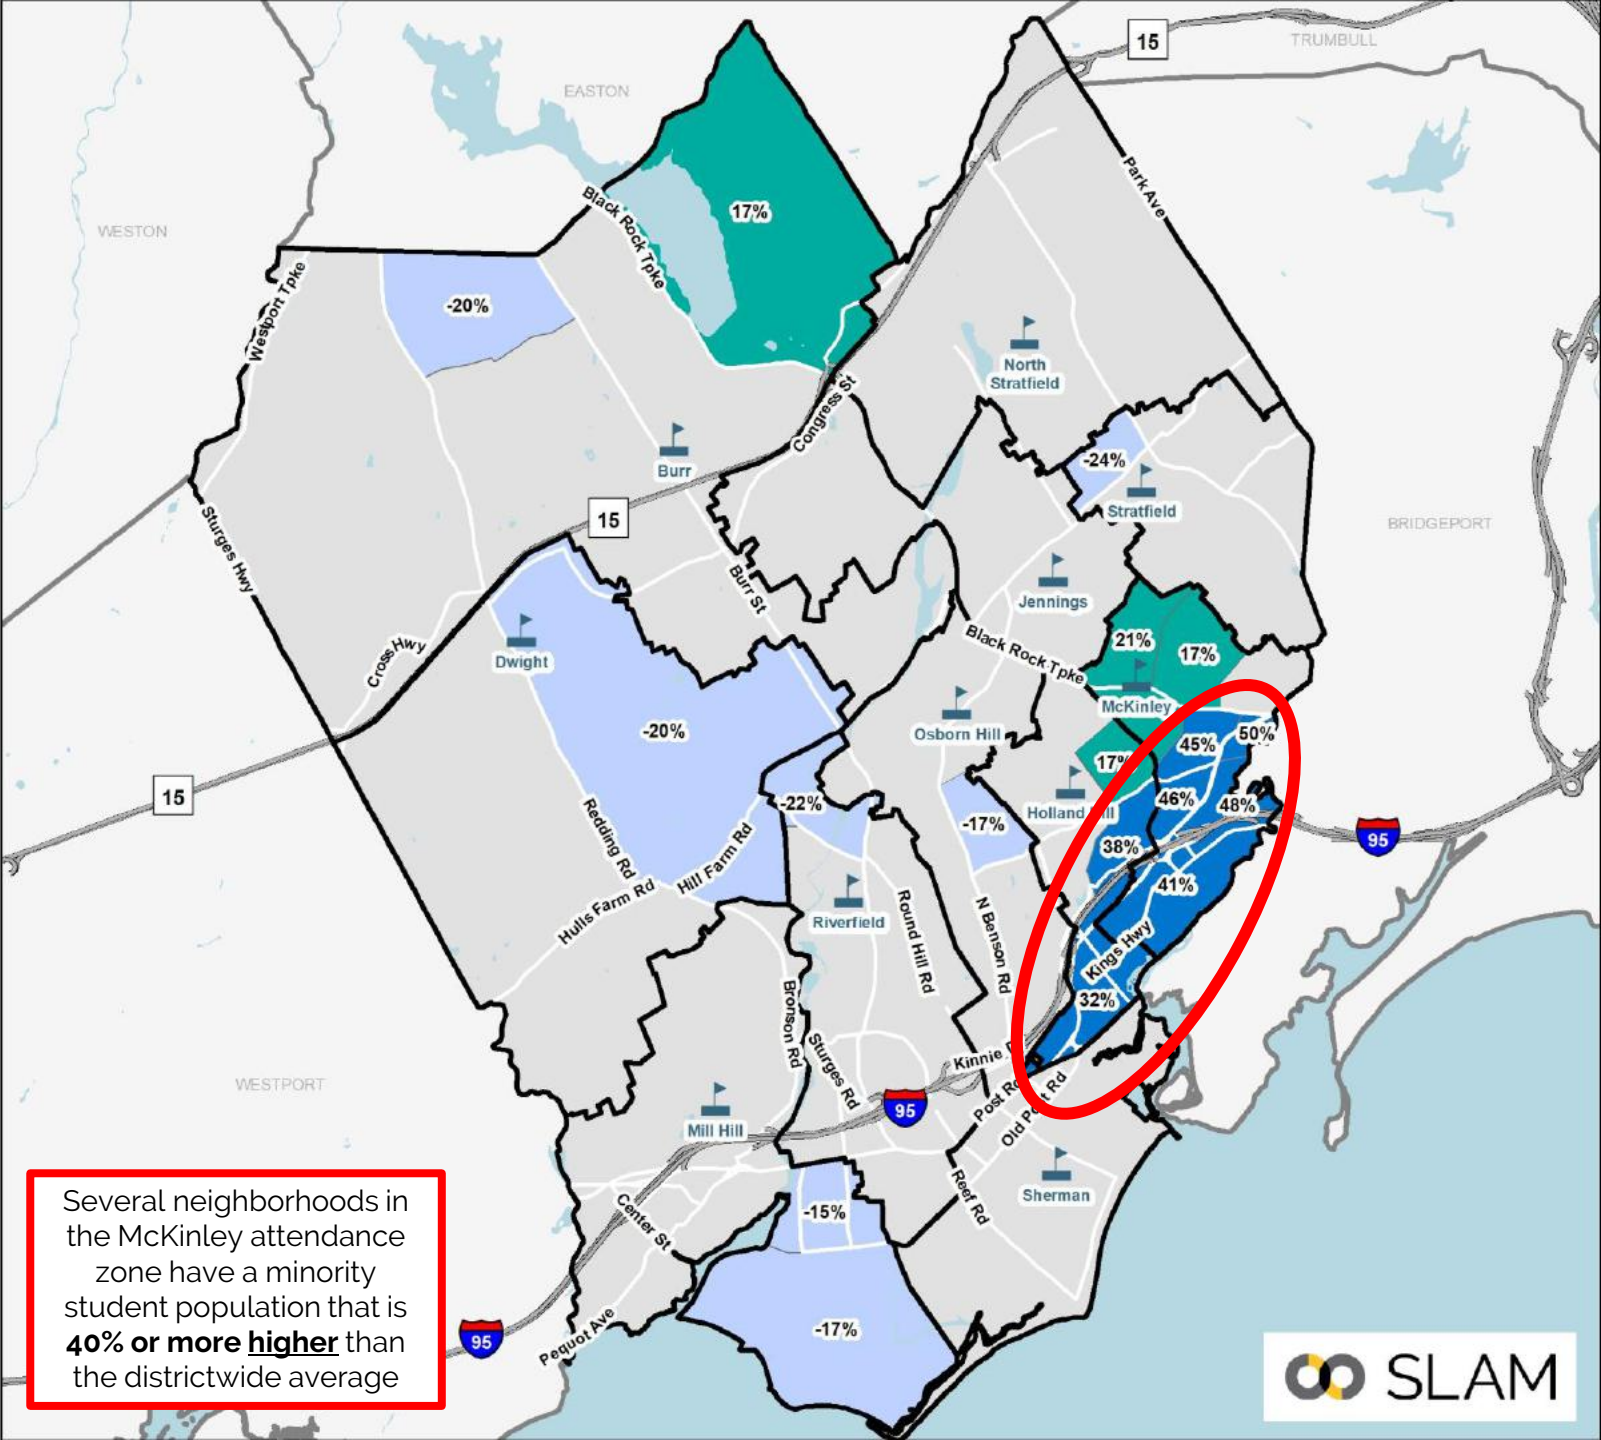 15
TRUMBULL
EASTON
Park Ave
17%
Black Rock Tpke
WESTON
Westport Tpke
-20%
North
Stratfield
Congress St
Burr
-24%
Stratfield
15
BRIDGEPORT
Sturges Hwy
Burr St
Jennings
Cross Hwy
Dwight
Black Rock Tpke
21%
17%
McKinley
-20%
Osborn Hill
45%
50%
17%
15
-22%
-17%
Holland Hill
46%
48%
95
Redding Rd
Hill Farm Rd
38%
41%
Hulls Farm Rd
Riverfield
Round Hill Rd
N Benson Rd
Kings Hwy
32%
Bronson Rd
Sturges Rd
Kinnie
WESTPORT
95
Post Rd
Old Post Rd
Mill Hill
Sherman
Reef Rd
Center St
-15%
Several neighborhoods in
the McKinley attendance
zone have a minority
student population that is
40% or more higher than
the districtwide average
95
Pequot Ave
-17%
SLAM